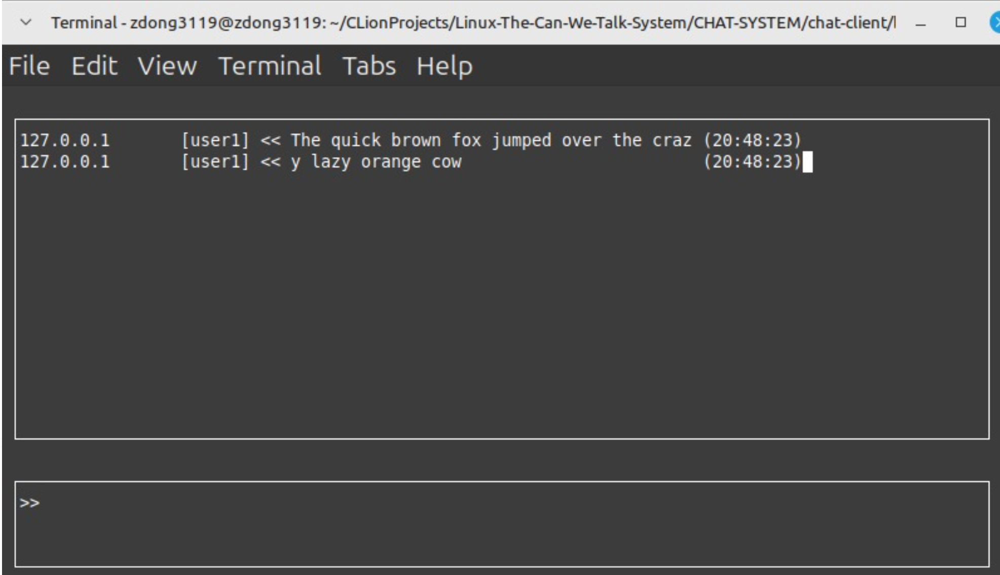 Terminal - zdong3119@zdong3119: ~/CLionProjects/Linux-The-Can-We-Talk-System/CHAT-SYSTEM/chat-client/
File Edit View Terminal Tabs Help
127.0.0.1 [user1] << The quick brown fox jumped over the craz (20:48:23)
127.0.0.1 [user1] << y lazy orange cow (20:48:23)
>>